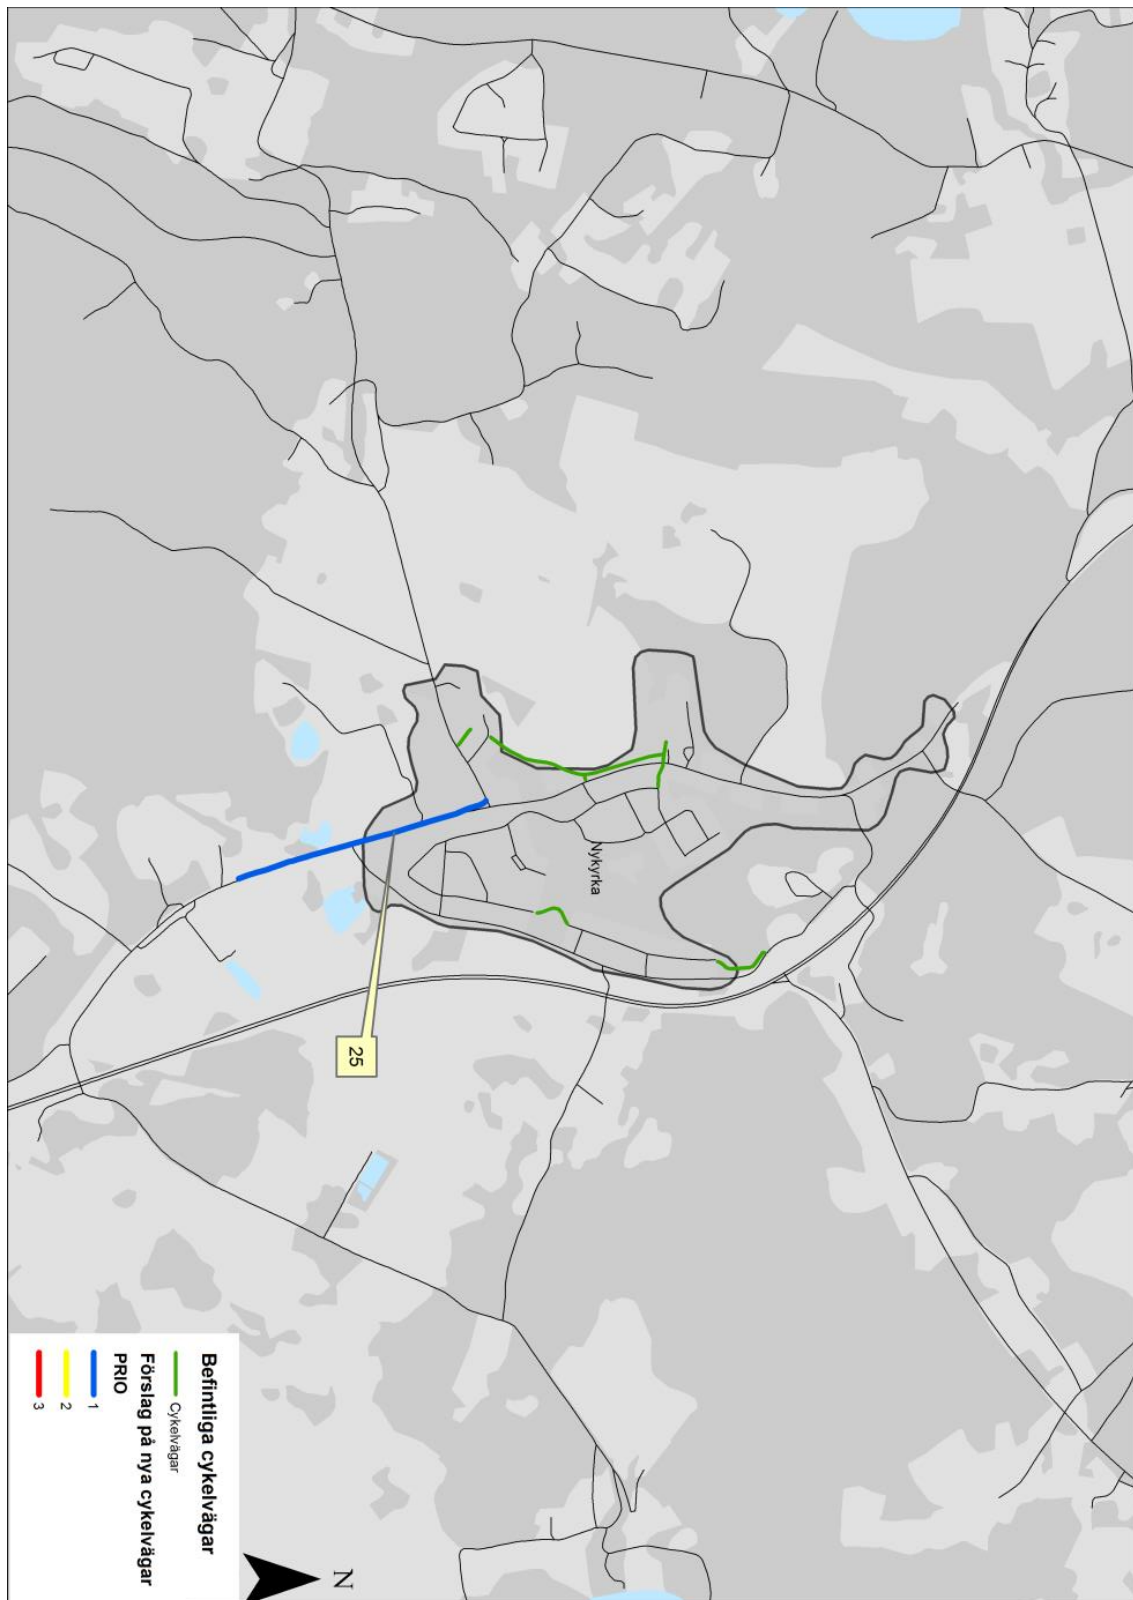 Nykyrka
25
Befintliga cykelvägar
Cykelvägar
Förslag på nya cykelvägar
PRIO
1
2
3
N